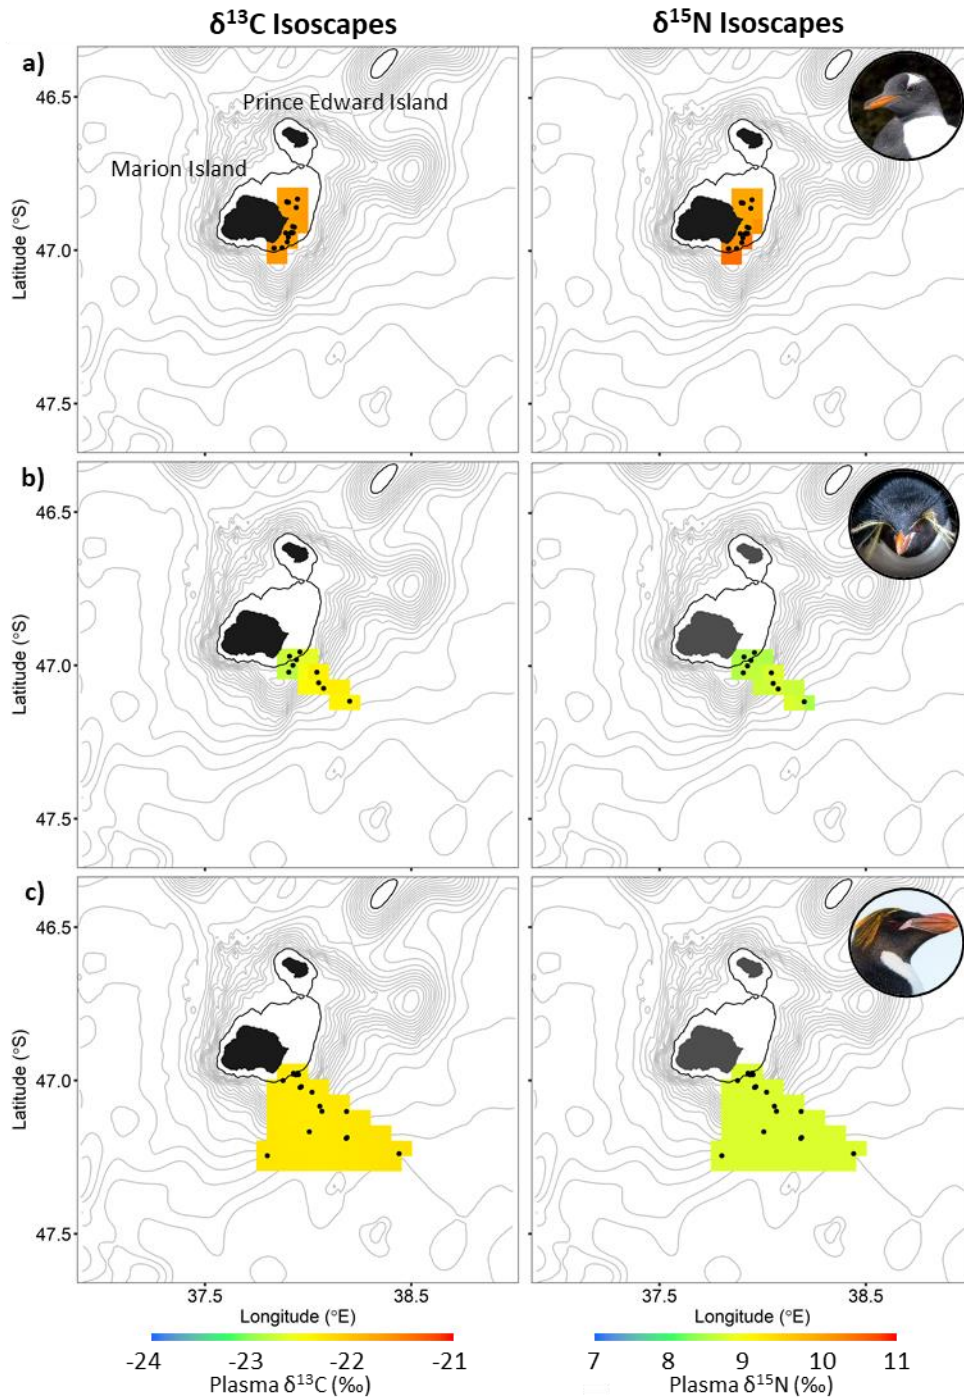 δ¹³C Isoscapes
δ¹⁵N Isoscapes
a)
Prince Edward Island
Marion Island
46.5
47.0
47.5
Latitude (°S)
b)
46.5
47.0
47.5
Latitude (°S)
c)
46.5
47.0
47.5
Latitude (°S)
37.5
38.5
37.5
38.5
Longitude (°E)
Longitude (°E)
-24
-23
-22
-21
7
8
9
10
11
Plasma δ¹³C (‰)
Plasma δ¹⁵N (‰)